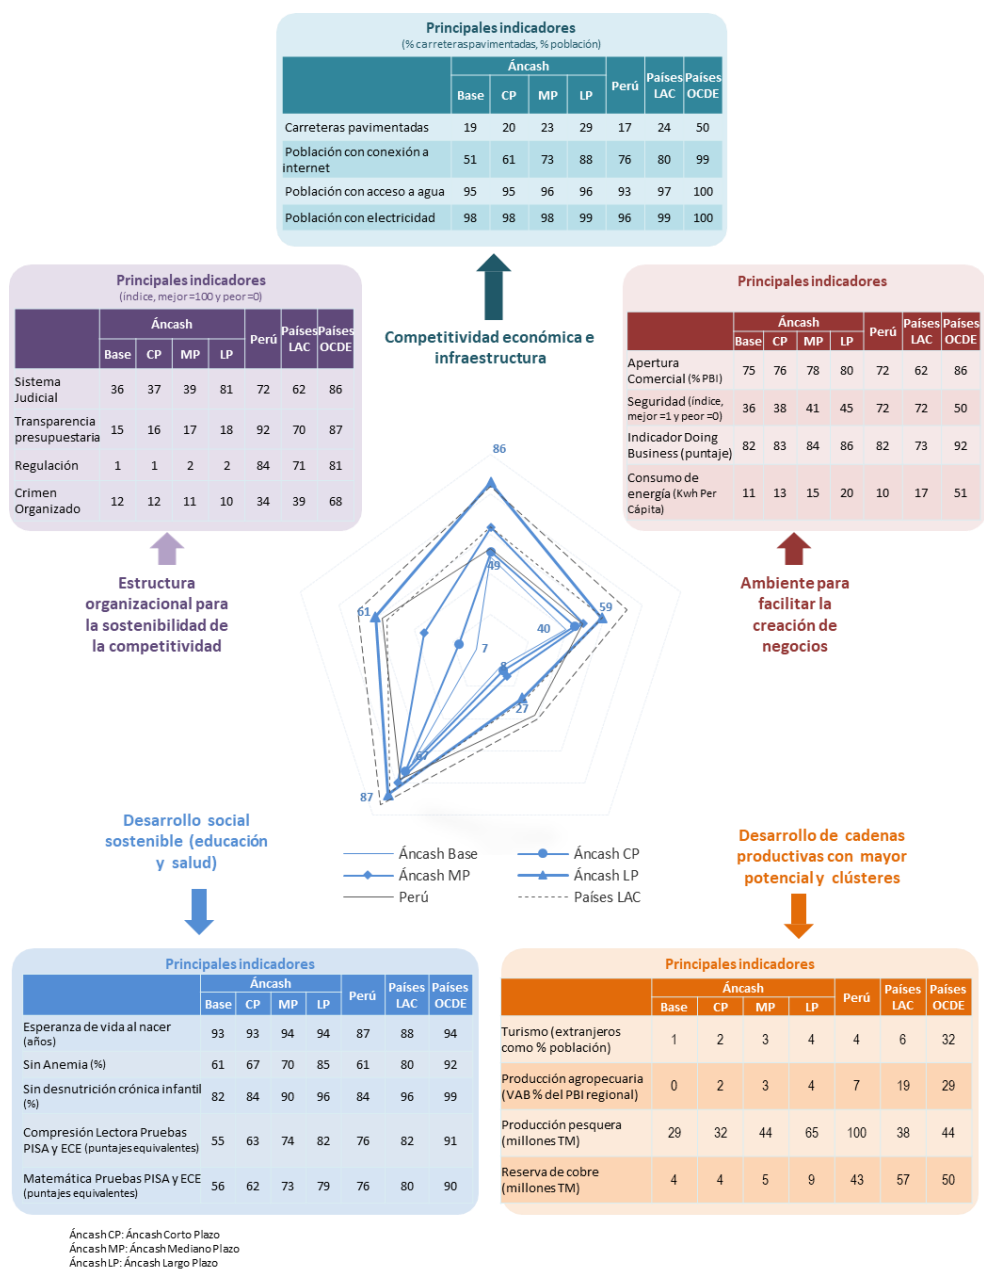 Principales indicadores
(% carreteraspavimentadas, % población)
Áncash Perú Países LAC Países OCDE
Base CP MP LP
Carreteras pavimentadas 19 20 23 29 17 24 50
Población con conexión a internet 51 61 73 88 76 80 99
Población con acceso a agua 95 95 96 96 93 97 100
Población con electricidad 98 98 98 99 96 99 100
Competitividad económica e
infraestructura
Principales indicadores
(índice, mejor =100 y peor =0)
Áncash Perú Países LAC Países OCDE
Base CP MP LP
Sistema Judicial 36 37 39 81 72 62 86
Transparencia presupuestaria 15 16 17 18 92 70 87
Regulación 1 1 2 2 84 71 81
Crimen Organizado 12 12 11 10 34 39 68
Estructura
organizacional para
la sostenibilidad de
la competitividad
Principales indicadores
Áncash Perú Países LAC Países OCDE
Base CP MP LP
Apertura Comercial (% PBI) 75 76 78 80 72 62 86
Seguridad (índice, mejor =1 y peor =0) 36 38 41 45 72 72 50
Indicador Doing Business (puntaje) 82 83 84 86 82 73 92
Consumo de energía (Kwh Per Cápita) 11 13 15 20 10 17 51
Ambiente para
facilitar la
creación de
negocios
86
49
61
59
40
7
8
27
67
87
Áncash Base Áncash CP
Áncash MP Áncash LP
Perú Países LAC
Desarrollo social
sostenible (educación
y salud)
Desarrollo de cadenas
productivas con mayor
potencial y clústeres
Principales indicadores
Áncash Perú Países LAC Países OCDE
Base CP MP LP
Esperanza de vida al nacer (años) 93 93 94 94 87 88 94
Sin Anemia (%) 61 67 70 85 61 80 92
Sin desnutrición crónica infantil (%) 82 84 90 96 84 96 99
Compresión Lectora Pruebas PISA y ECE (puntajes equivalentes) 55 63 74 82 76 82 91
Matemática Pruebas PISA y ECE (puntajes equivalentes) 56 62 73 79 76 80 90
Principales indicadores
Áncash Perú Países LAC Países OCDE
Base CP MP LP
Turismo (extranjeros como % población) 1 2 3 4 4 6 32
Producción agropecuaria (VAB % del PBI regional) 0 2 3 4 7 19 29
Producción pesquera (millones TM) 29 32 44 65 100 38 44
Reserva de cobre (millones TM) 4 4 5 9 43 57 50
Áncash CP: Áncash Corto Plazo
Áncash MP: Áncash Mediano Plazo
Áncash LP: Áncash Largo Plazo